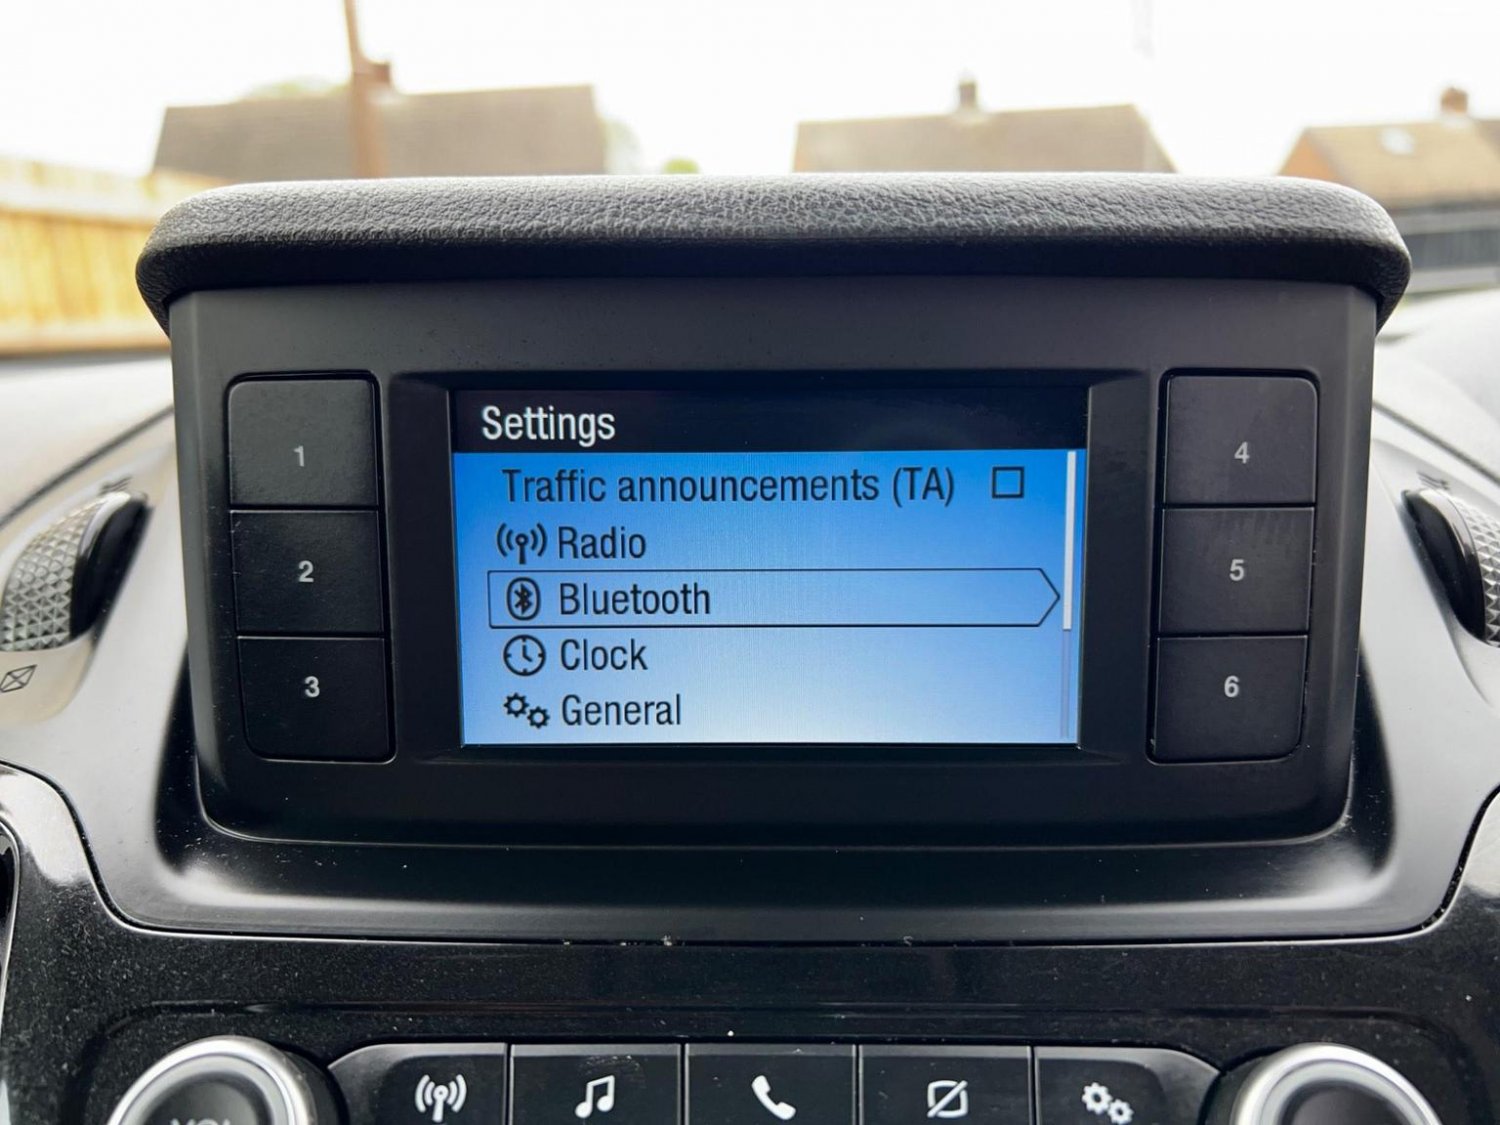 Settings
Traffic announcements (TA)
Radio
Bluetooth
Clock
General
1
2
3
4
5
6